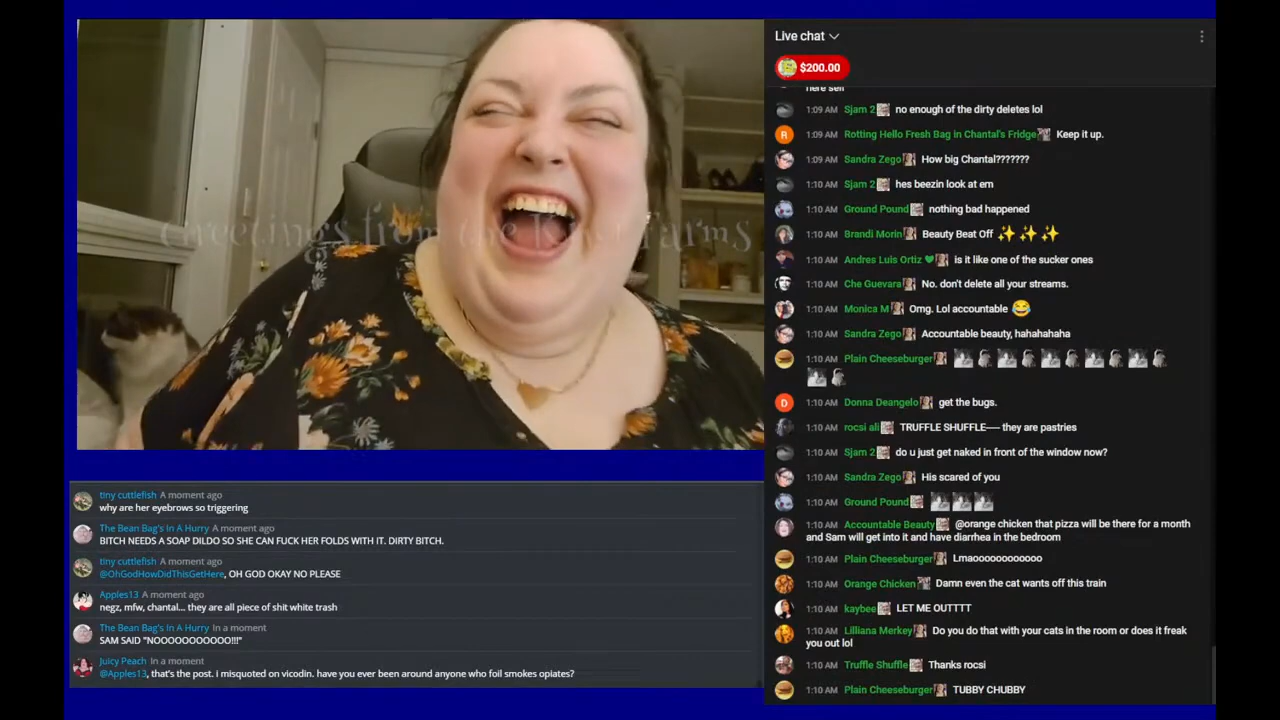 Greetings from the Kiwi Farms
Live chat
$200.00
here self
1:09 AM Sjam 2 no enough of the dirty deletes lol
1:09 AM Rotting Hello Fresh Bag in Chantal's Fridge Keep it up.
1:09 AM Sandra Zego How big Chantal???????
1:10 AM Sjam 2 hes beezin look at em
1:10 AM Ground Pound nothing bad happened
1:10 AM Brandi Morin Beauty Beat Off ✨✨✨
1:10 AM Andres Luis Ortiz 💚 is it like one of the sucker ones
1:10 AM Che Guevara No. don't delete all your streams.
1:10 AM Monica M Omg. Lol accountable 😂
1:10 AM Sandra Zego Accountable beauty, hahahahaha
1:10 AM Plain Cheeseburger
D 1:10 AM Donna Deangelo get the bugs.
1:10 AM rocsi ali TRUFFLE SHUFFLE── they are pastries
1:10 AM Sjam 2 do u just get naked in front of the window now?
1:10 AM Sandra Zego His scared of you
1:10 AM Ground Pound
1:10 AM Accountable Beauty @orange chicken that pizza will be there for a month
and Sam will get into it and have diarrhea in the bedroom
1:10 AM Plain Cheeseburger Lmaooooooooooo
1:10 AM Orange Chicken Damn even the cat wants off this train
1:10 AM kaybee LET ME OUTTTT
1:10 AM Lilliana Merkey Do you do that with your cats in the room or does it freak
you out lol
1:10 AM Truffle Shuffle Thanks rocsi
1:10 AM Plain Cheeseburger TUBBY CHUBBY
tiny cuttlefish A moment ago
why are her eyebrows so triggering
The Bean Bag's In A Hurry A moment ago
BITCH NEEDS A SOAP DILDO SO SHE CAN FUCK HER FOLDS WITH IT. DIRTY BITCH.
tiny cuttlefish A moment ago
@OhGodHowDidThisGetHere, OH GOD OKAY NO PLEASE
Apples13 A moment ago
negz, mfw, chantal... they are all piece of shit white trash
The Bean Bag's In A Hurry In a moment
SAM SAID "NOOOOOOOOOOO!!!"
Juicy Peach In a moment
@Apples13, that's the post. I misquoted on vicodin. have you ever been around anyone who foil smokes opiates?